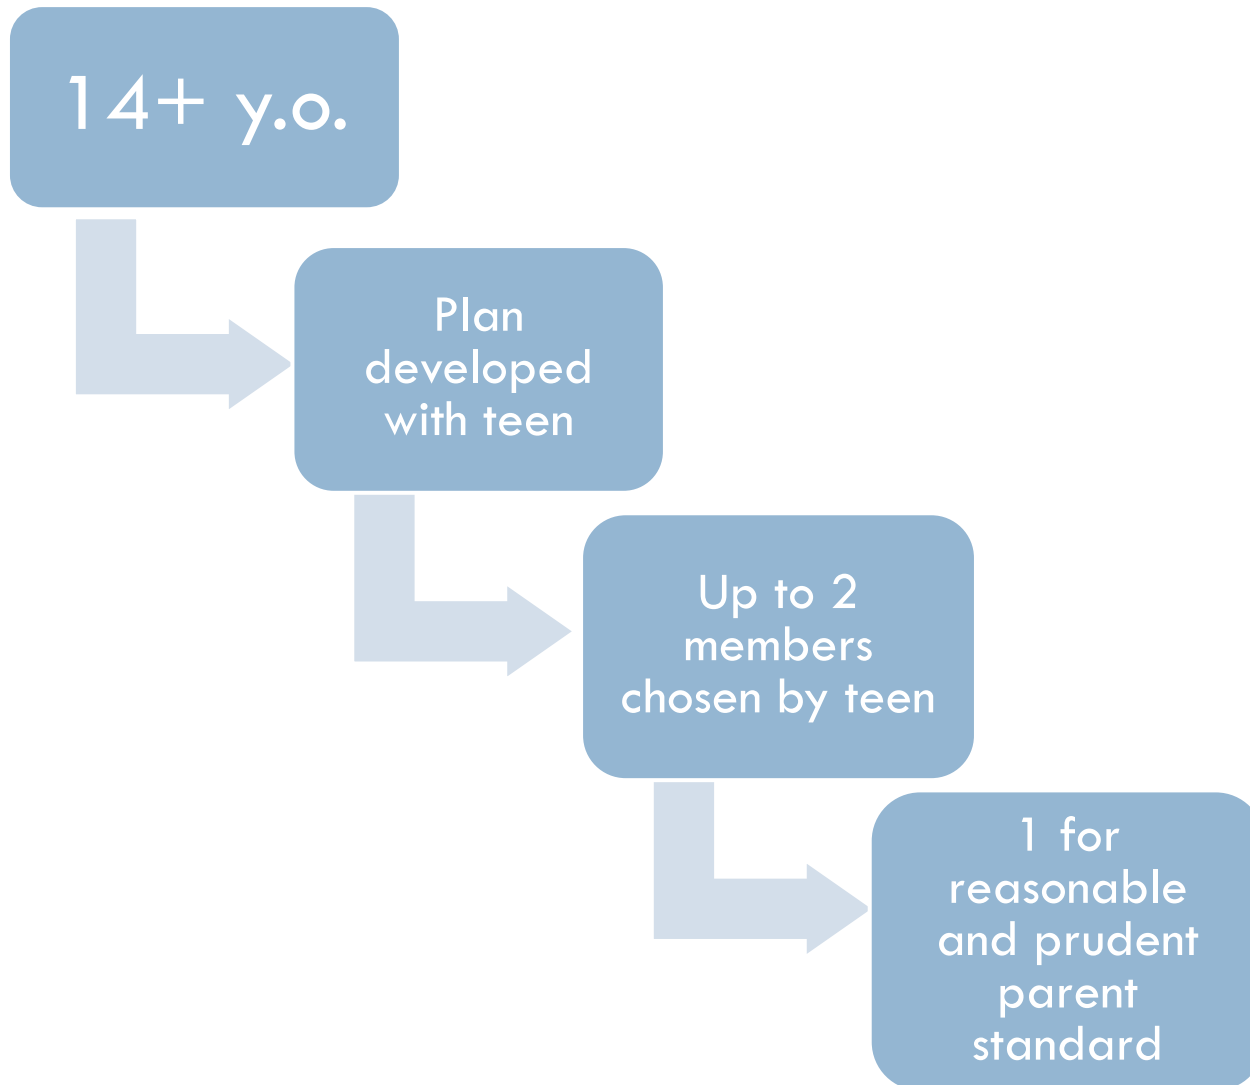 14+ y.o.
Plan
developed
with teen
Up to 2
members
chosen by teen
1 for
reasonable
and prudent
parent
standard